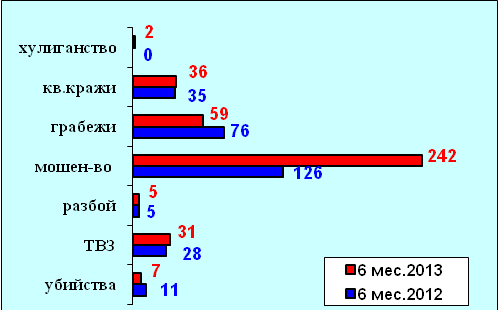 хулиганство 2
0
кв.кражи 36
35
грабежи 59
76
мошен-во 242
126
разбой 5
5
ТВЗ 31
28
убийства 7
11
6 мес.2013
6 мес.2012